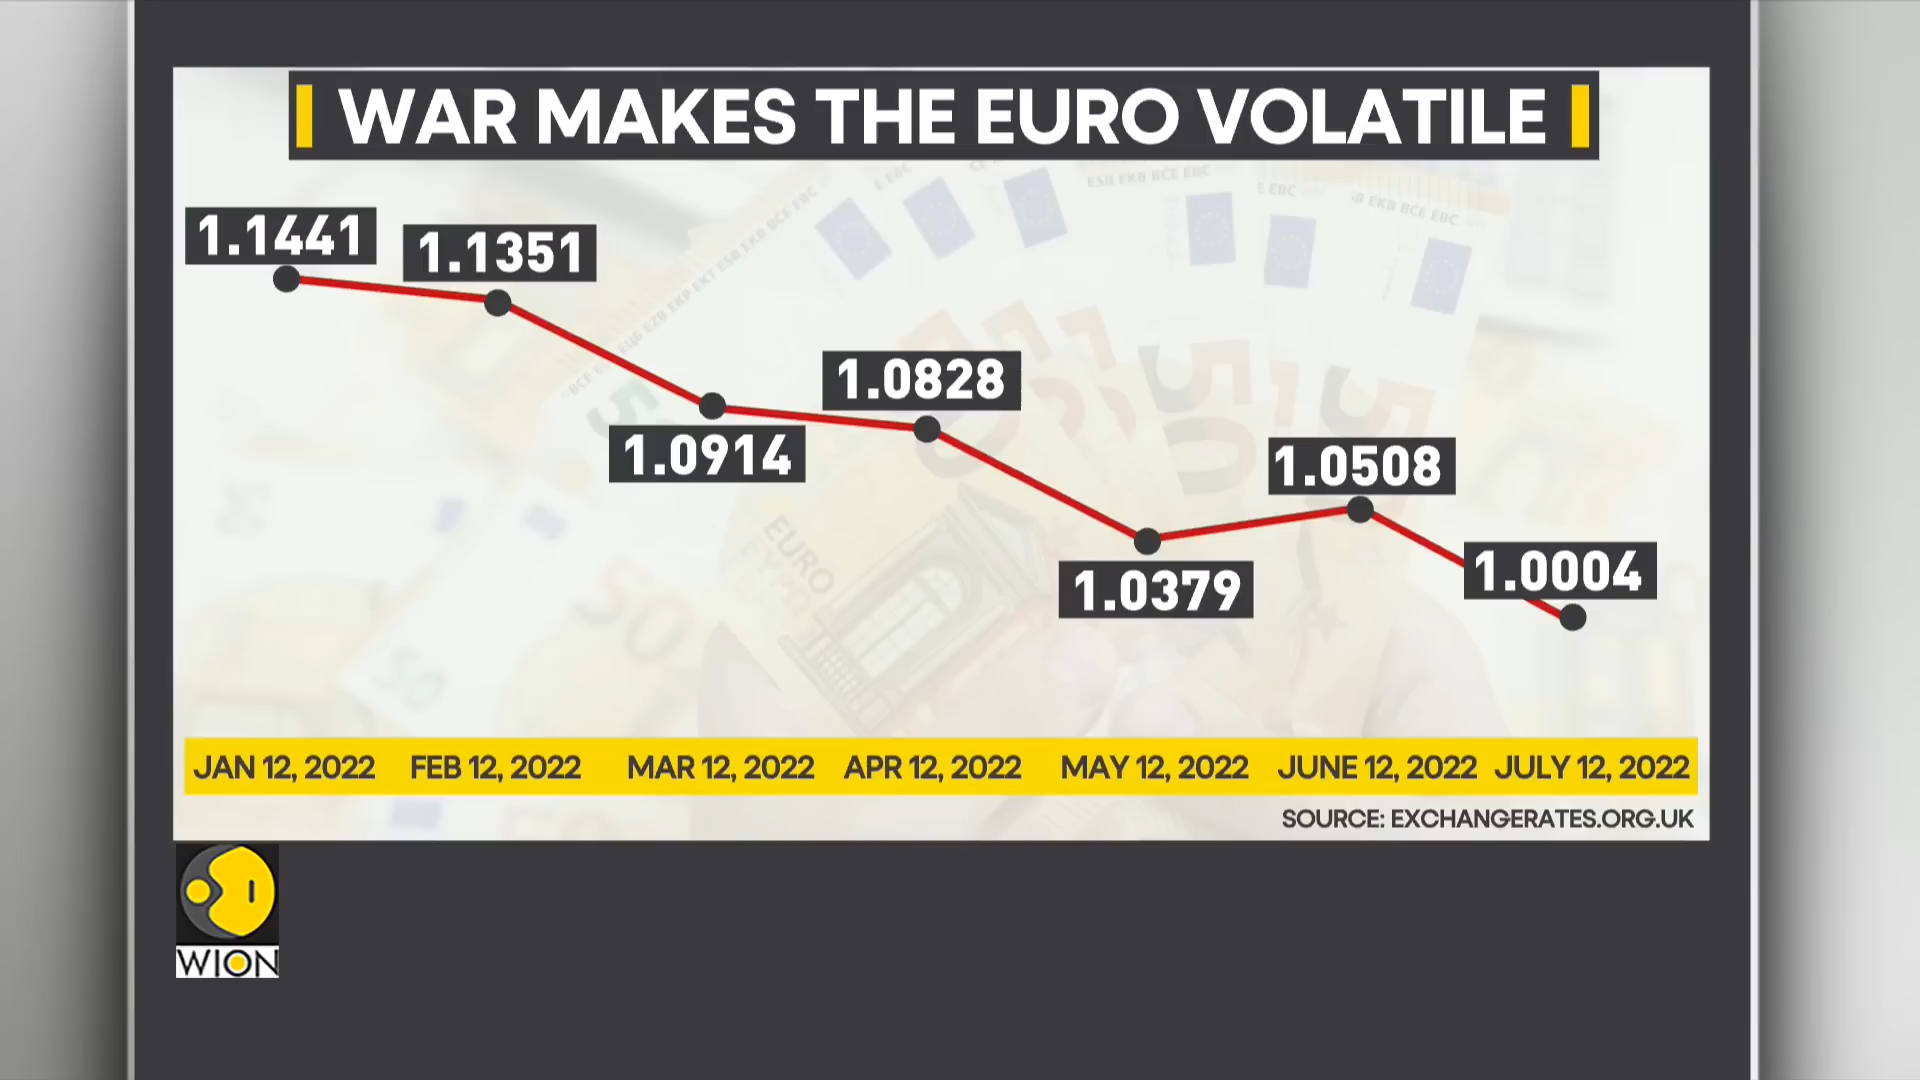 WAR MAKES THE EURO VOLATILE
1.1441
1.1351
1.0914
1.0828
1.0379
1.0508
1.0004
JAN 12, 2022 FEB 12, 2022 MAR 12, 2022 APR 12, 2022 MAY 12, 2022 JUNE 12, 2022 JULY 12, 2022
SOURCE: EXCHANGERATES.ORG.UK
WION